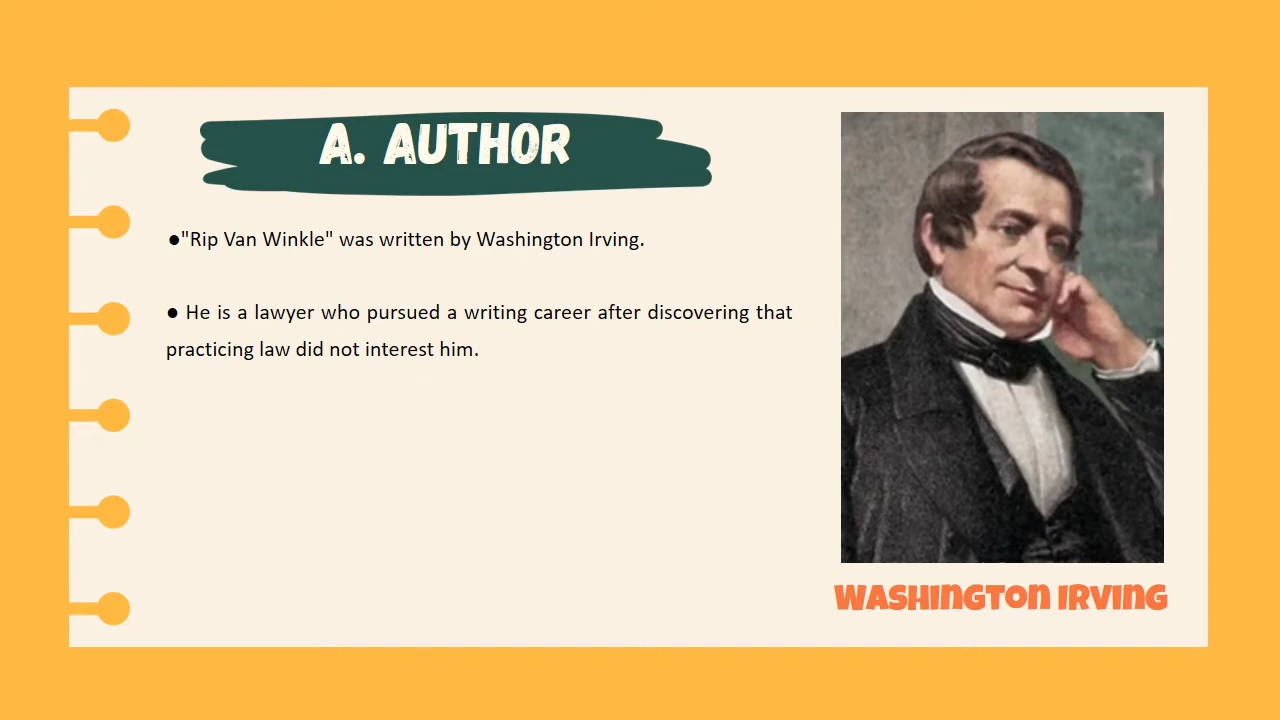 A. AUTHOR
●"Rip Van Winkle" was written by Washington Irving.
● He is a lawyer who pursued a writing career after discovering that
practicing law did not interest him.
WASHINGTON IRVING